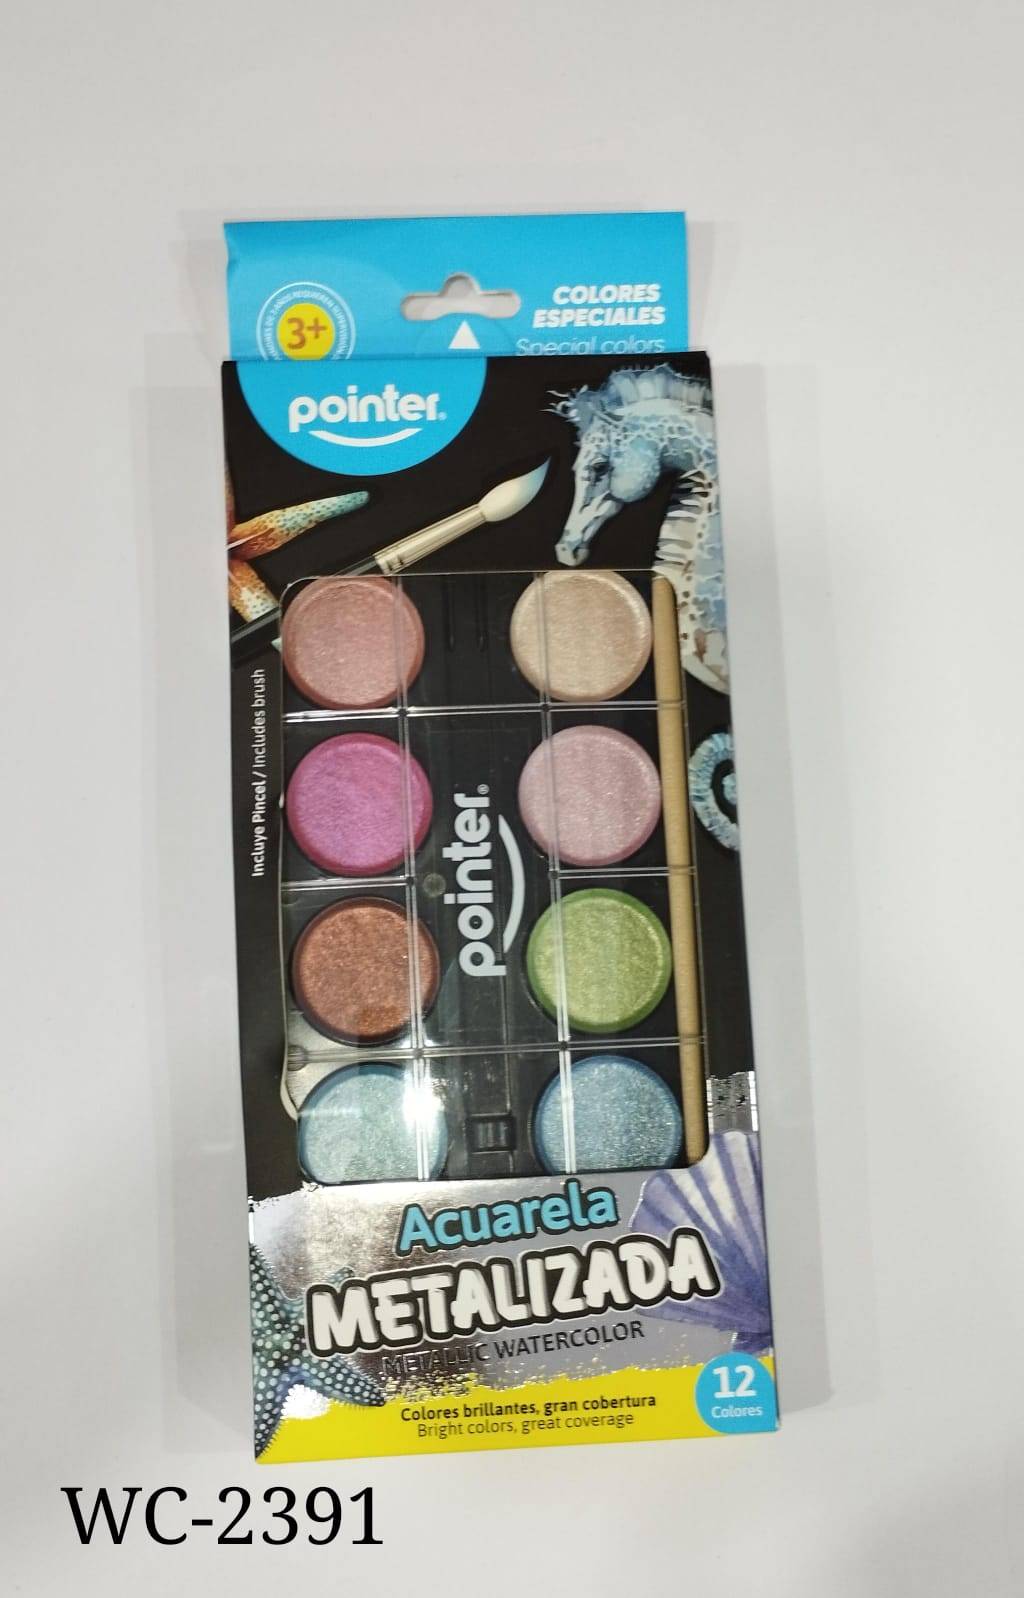 3+
COLORES
ESPECIALES
Special colors
pointer®
Incluye Pincel / Includes brush
pointer®
Acuarela
METALIZADA
METALLIC WATERCOLOR
12
Colores
Colores brillantes, gran cobertura
Bright colors, great coverage
WC-2391